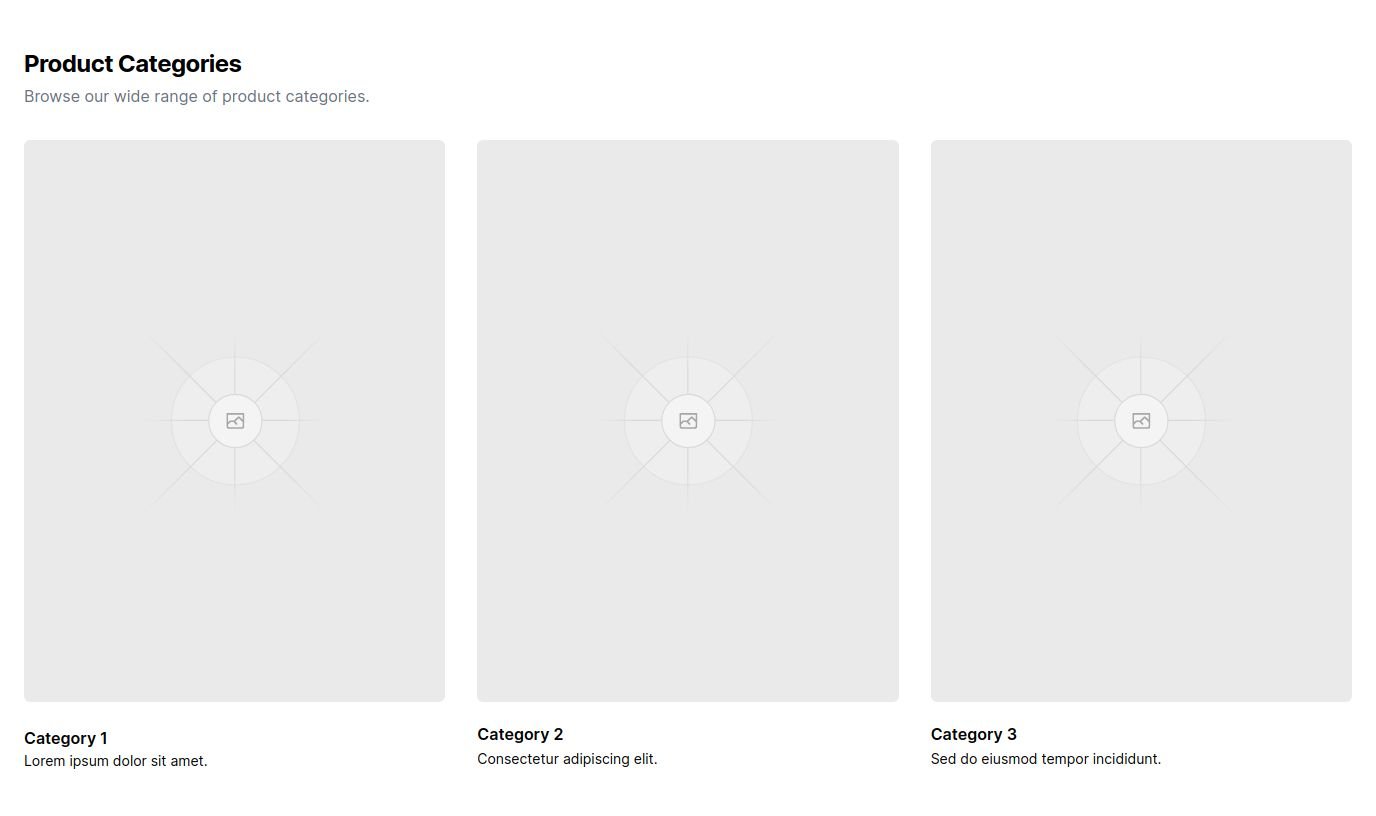 Product Categories
Browse our wide range of product categories.
Category 1
Lorem ipsum dolor sit amet.
Category 2
Consectetur adipiscing elit.
Category 3
Sed do eiusmod tempor incididunt.